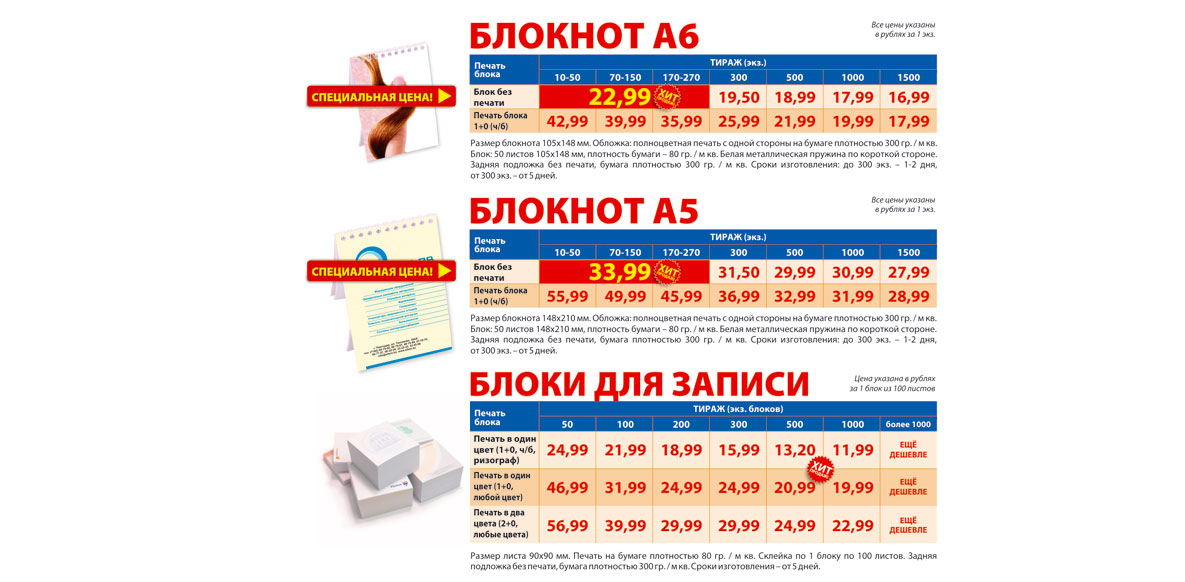 БЛОКНОТ А6
Все цены указаны
в рублях за 1 экз.
СПЕЦИАЛЬНАЯ ЦЕНА!
Печать
блока
ТИРАЖ (экз.)
10-50 70-150 170-270 300 500 1000 1500
Блок без
печати
22,99 ХИТ 19,50 18,99 17,99 16,99
Печать блока
1+0 (ч/б)
42,99 39,99 35,99 25,99 21,99 19,99 17,99
Размер блокнота 105х148 мм. Обложка: полноцветная печать с одной стороны на бумаге плотностью 300 гр. / м кв.
Блок: 50 листов 105х148 мм, плотность бумаги – 80 гр. / м кв. Белая металлическая пружина по короткой стороне.
Задняя подложка без печати, бумага плотностью 300 гр. / м кв. Сроки изготовления: до 300 экз. – 1-2 дня,
от 300 экз. – от 5 дней.
БЛОКНОТ А5
Все цены указаны
в рублях за 1 экз.
СПЕЦИАЛЬНАЯ ЦЕНА!
Печать
блока
ТИРАЖ (экз.)
10-50 70-150 170-270 300 500 1000 1500
Блок без
печати
33,99 ХИТ 31,50 29,99 30,99 27,99
Печать блока
1+0 (ч/б)
55,99 49,99 45,99 36,99 32,99 31,99 28,99
Размер блокнота 148х210 мм. Обложка: полноцветная печать с одной стороны на бумаге плотностью 300 гр. / м кв.
Блок: 50 листов 148х210 мм, плотность бумаги – 80 гр. / м кв. Белая металлическая пружина по короткой стороне.
Задняя подложка без печати, бумага плотностью 300 гр. / м кв. Сроки изготовления: до 300 экз. – 1-2 дня,
от 300 экз. – от 5 дней.
БЛОКИ ДЛЯ ЗАПИСИ
Цена указана в рублях
за 1 блок из 100 листов
Печать
блока
ТИРАЖ (экз. блоков)
50 100 200 300 500 1000 более 1000
Печать в один
цвет (1+0, ч/б,
ризограф)
24,99 21,99 18,99 15,99 13,20 11,99 ЕЩЁ
ДЕШЕВЛЕ
ХИТ
Печать в один
цвет (1+0,
любой цвет)
46,99 31,99 24,99 24,99 20,99 19,99 ЕЩЁ
ДЕШЕВЛЕ
Печать в два
цвета (2+0,
любые цвета)
56,99 39,99 29,99 29,99 24,99 22,99 ЕЩЁ
ДЕШЕВЛЕ
Размер листа 90х90 мм. Печать на бумаге плотностью 80 гр. / м кв. Склейка по 1 блоку по 100 листов. Задняя
подложка без печати, бумага плотностью 300 гр. / м кв. Сроки изготовления – от 5 дней.